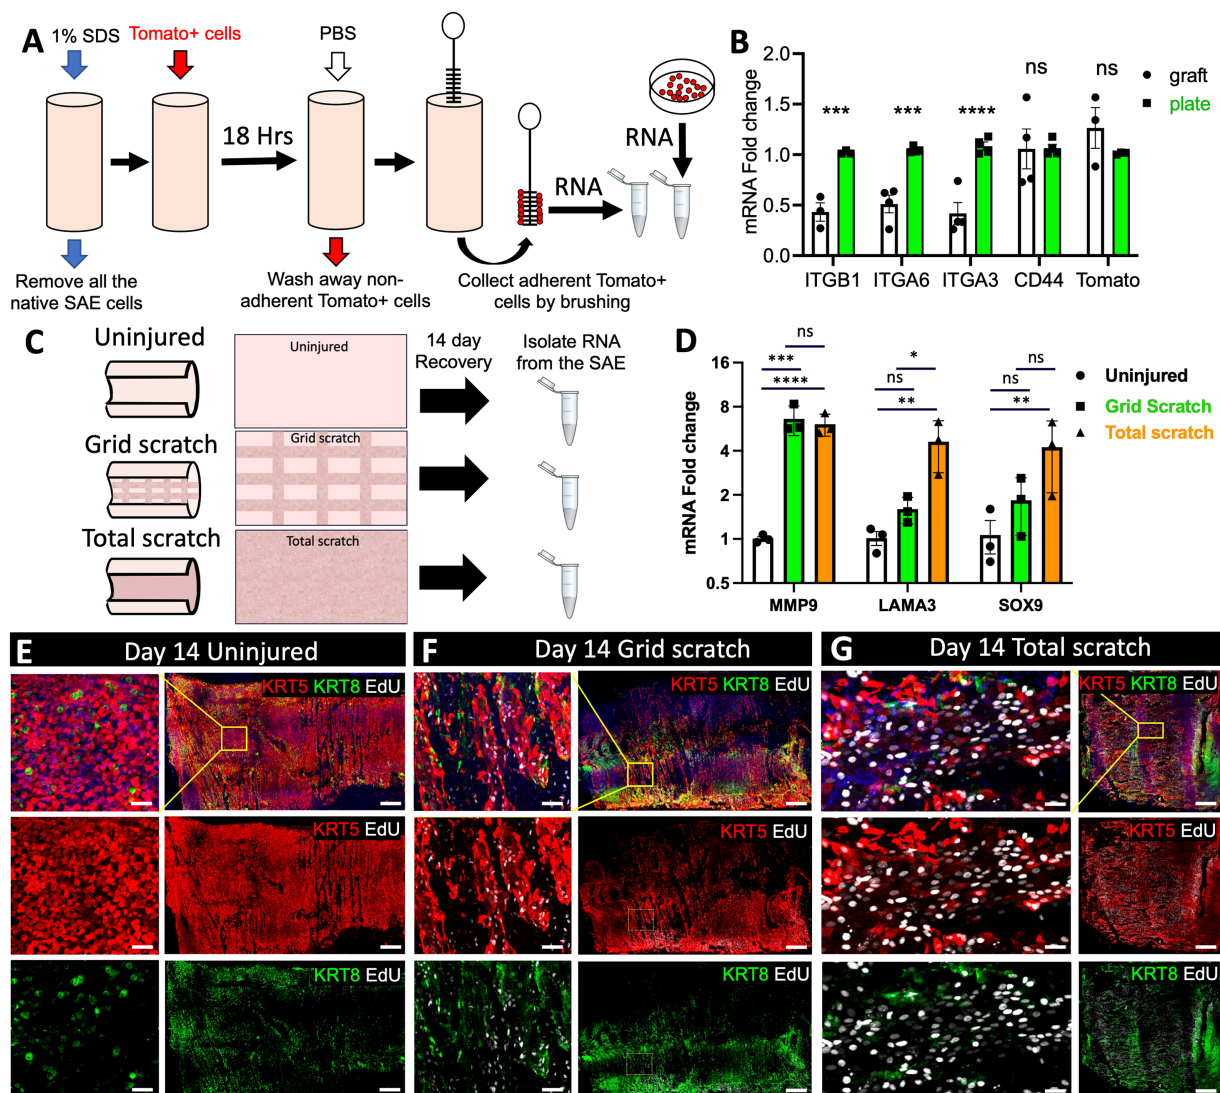 A
1% SDS
Tomato+ cells
PBS
18 Hrs
RNA
RNA
Remove all the
native SAE cells
Wash away non-
adherent Tomato+ cells
Collect adherent Tomato+
cells by brushing
B
mRNA Fold change
2.0
1.5
1.0
0.5
0.0
***
***
****
ns
ns
graft
plate
ITGB1
ITGA6
ITGA3
CD44
Tomato
C
Uninjured
Grid scratch
Total scratch
Uninjured
Grid scratch
Total scratch
14 day
Recovery
Isolate RNA
from the SAE
D
mRNA Fold change
16
8
4
2
1
0.5
ns
***
****
*
ns
**
ns
ns
**
Uninjured
Grid Scratch
Total scratch
MMP9
LAMA3
SOX9
E
Day 14 Uninjured
KRT5 KRT8 EdU
KRT5 EdU
KRT8 EdU
F
Day 14 Grid scratch
KRT5 KRT8 EdU
KRT5 EdU
KRT8 EdU
G
Day 14 Total scratch
KRT5 KRT8 EdU
KRT5 EdU
KRT8 EdU